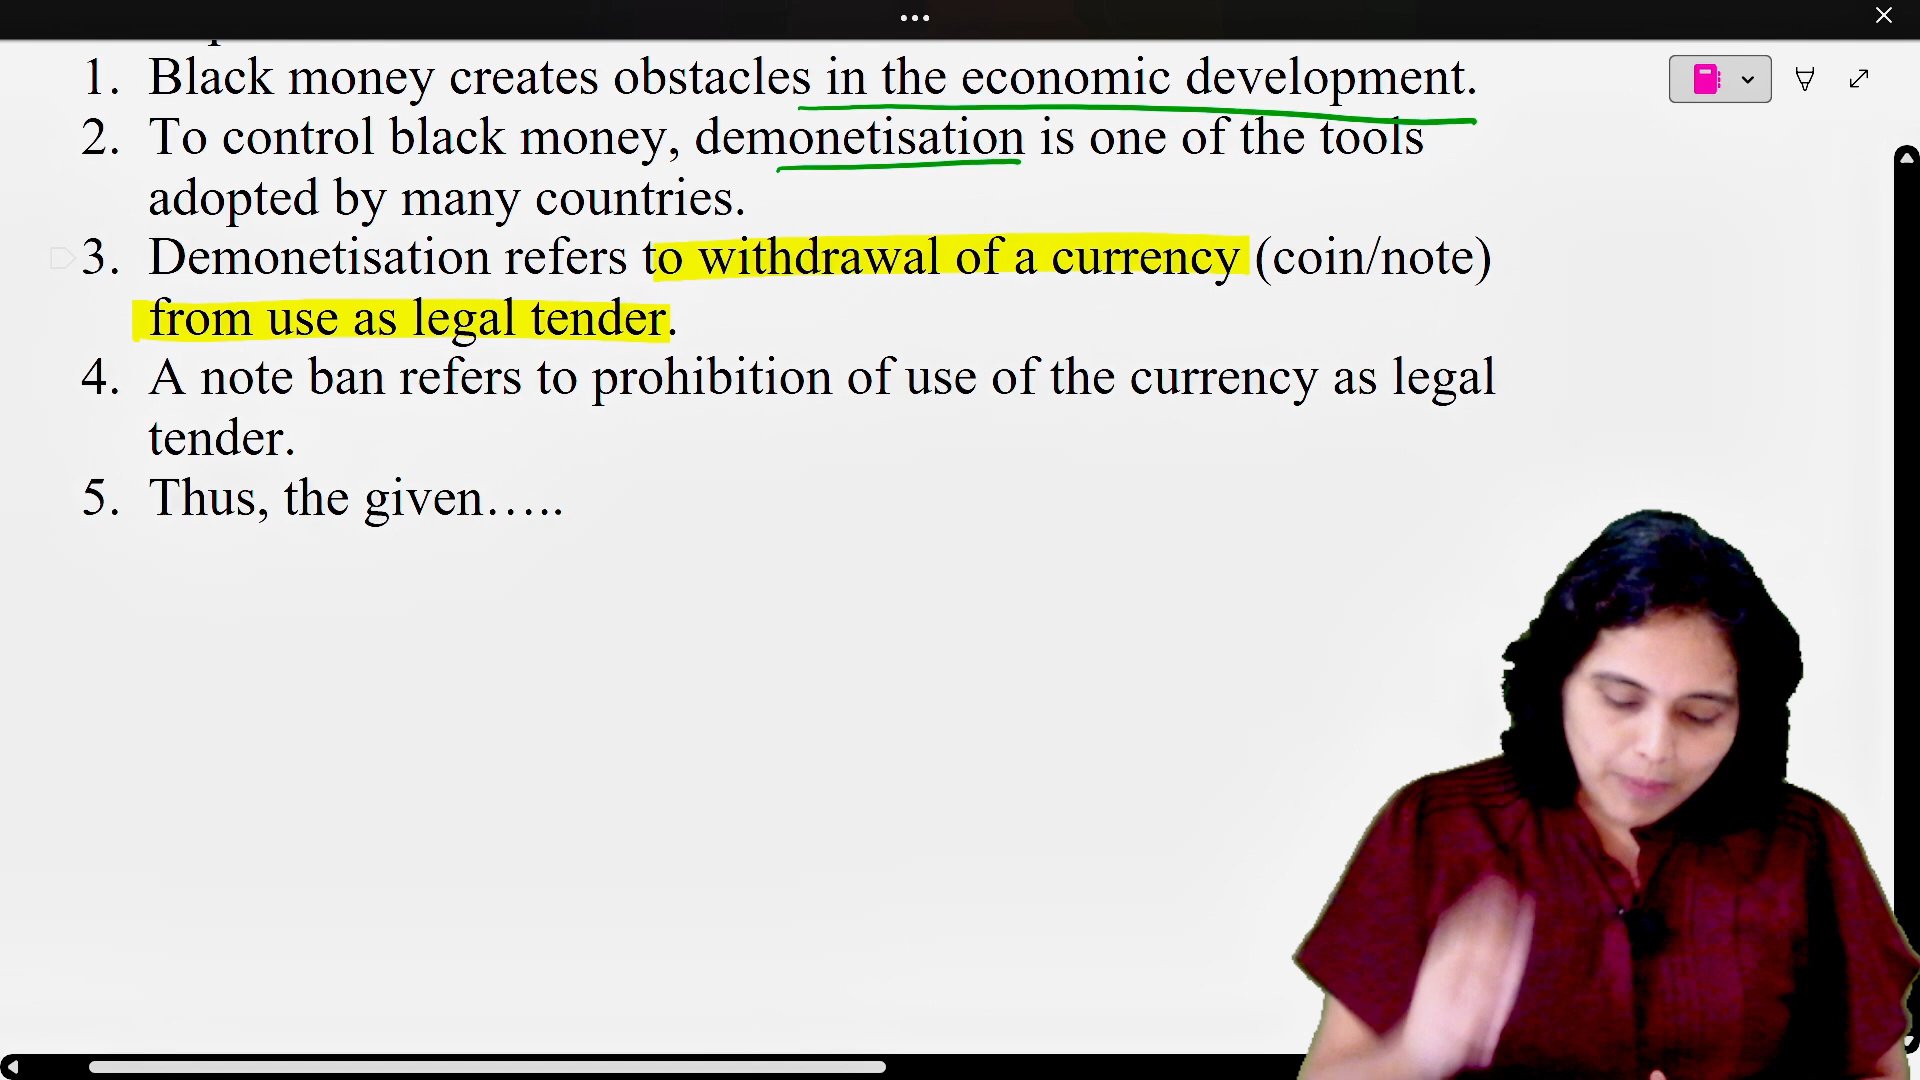 1. Black money creates obstacles in the economic development.
2. To control black money, demonetisation is one of the tools
adopted by many countries.
3. Demonetisation refers to withdrawal of a currency (coin/note)
from use as legal tender.
4. A note ban refers to prohibition of use of the currency as legal
tender.
5. Thus, the given…..